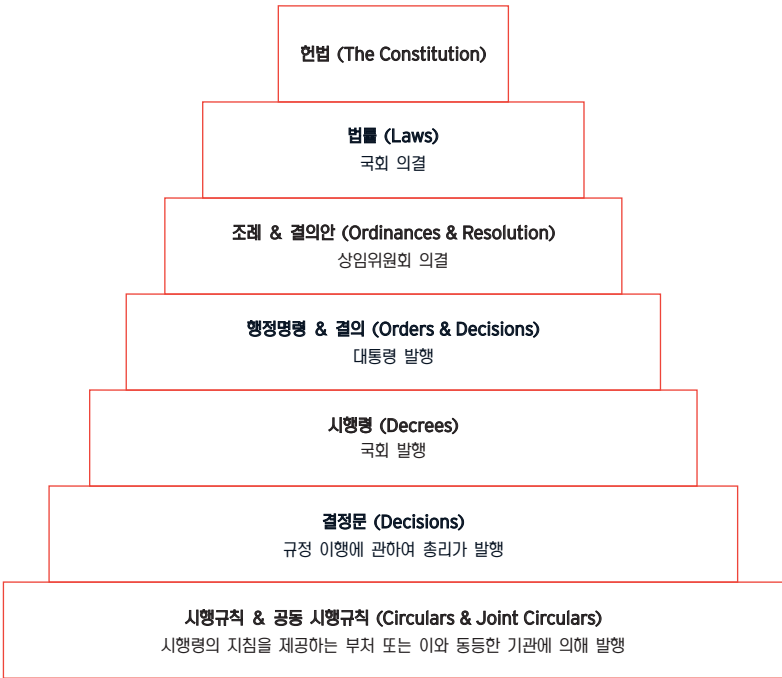 헌법 (The Constitution)
법률 (Laws)
국회 의결
조례 & 결의안 (Ordinances & Resolution)
상임위원회 의결
행정명령 & 결의 (Orders & Decisions)
대통령 발행
시행령 (Decrees)
국회 발행
결정문 (Decisions)
규정 이행에 관하여 총리가 발행
시행규칙 & 공동 시행규칙 (Circulars & Joint Circulars)
시행령의 지침을 제공하는 부처 또는 이와 동등한 기관에 의해 발행